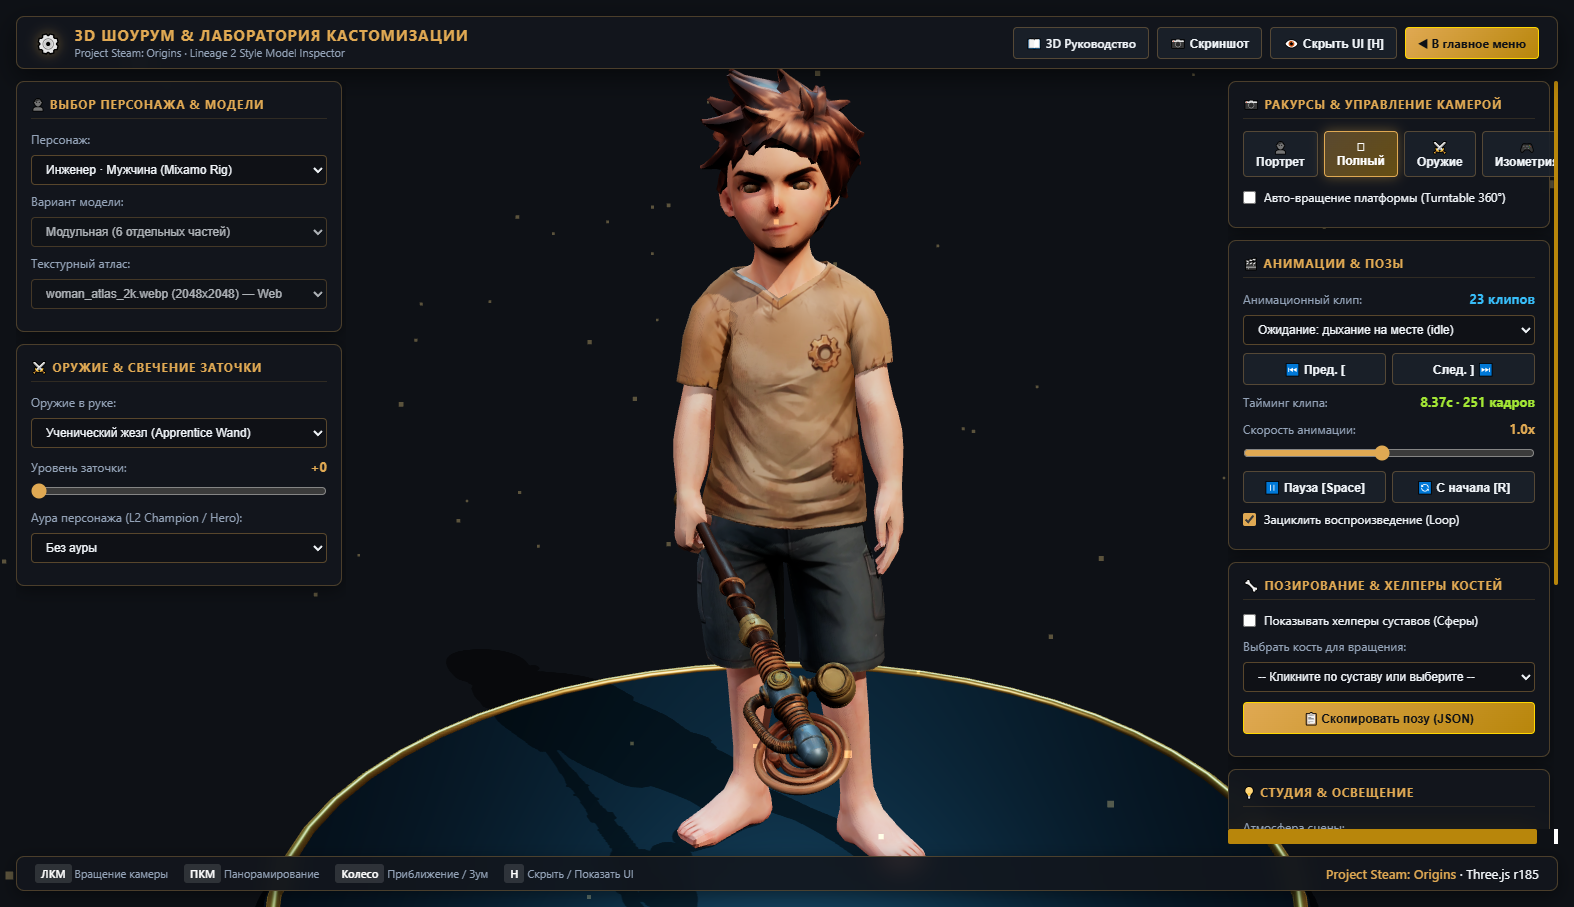 3D ШОУРУМ & ЛАБОРАТОРИЯ КАСТОМИЗАЦИИ
Project Steam: Origins · Lineage 2 Style Model Inspector
3D Руководство
Скриншот
Скрыть UI [H]
◀ В главное меню
ВЫБОР ПЕРСОНАЖА & МОДЕЛИ
Персонаж:
Инженер - Мужчина (Mixamo Rig)
Вариант модели:
Модульная (6 отдельных частей)
Текстурный атлас:
woman_atlas_2k.webp (2048x2048) — Web
ОРУЖИЕ & СВЕЧЕНИЕ ЗАТОЧКИ
Оружие в руке:
Ученический жезл (Apprentice Wand)
Уровень заточки:
+0
Аура персонажа (L2 Champion / Hero):
Без ауры
РАКУРСЫ & УПРАВЛЕНИЕ КАМЕРОЙ
Портрет
Полный
Оружие
Изометрия
Авто-вращение платформы (Turntable 360°)
АНИМАЦИИ & ПОЗЫ
Анимационный клип:
23 клипов
Ожидание: дыхание на месте (idle)
Пред. [
След. ]
Тайминг клипа:
8.37с · 251 кадров
Скорость анимации:
1.0x
Пауза [Space]
С начала [R]
Зациклить воспроизведение (Loop)
ПОЗИРОВАНИЕ & ХЕЛПЕРЫ КОСТЕЙ
Показывать хелперы суставов (Сферы)
Выбрать кость для вращения:
-- Кликните по суставу или выберите --
Скопировать позу (JSON)
СТУДИЯ & ОСВЕЩЕНИЕ
Атмосфера сцены:
ЛКМ Вращение камеры
ПКМ Панорамирование
Колесо Приближение / Зум
H Скрыть / Показать UI
Project Steam: Origins · Three.js r185